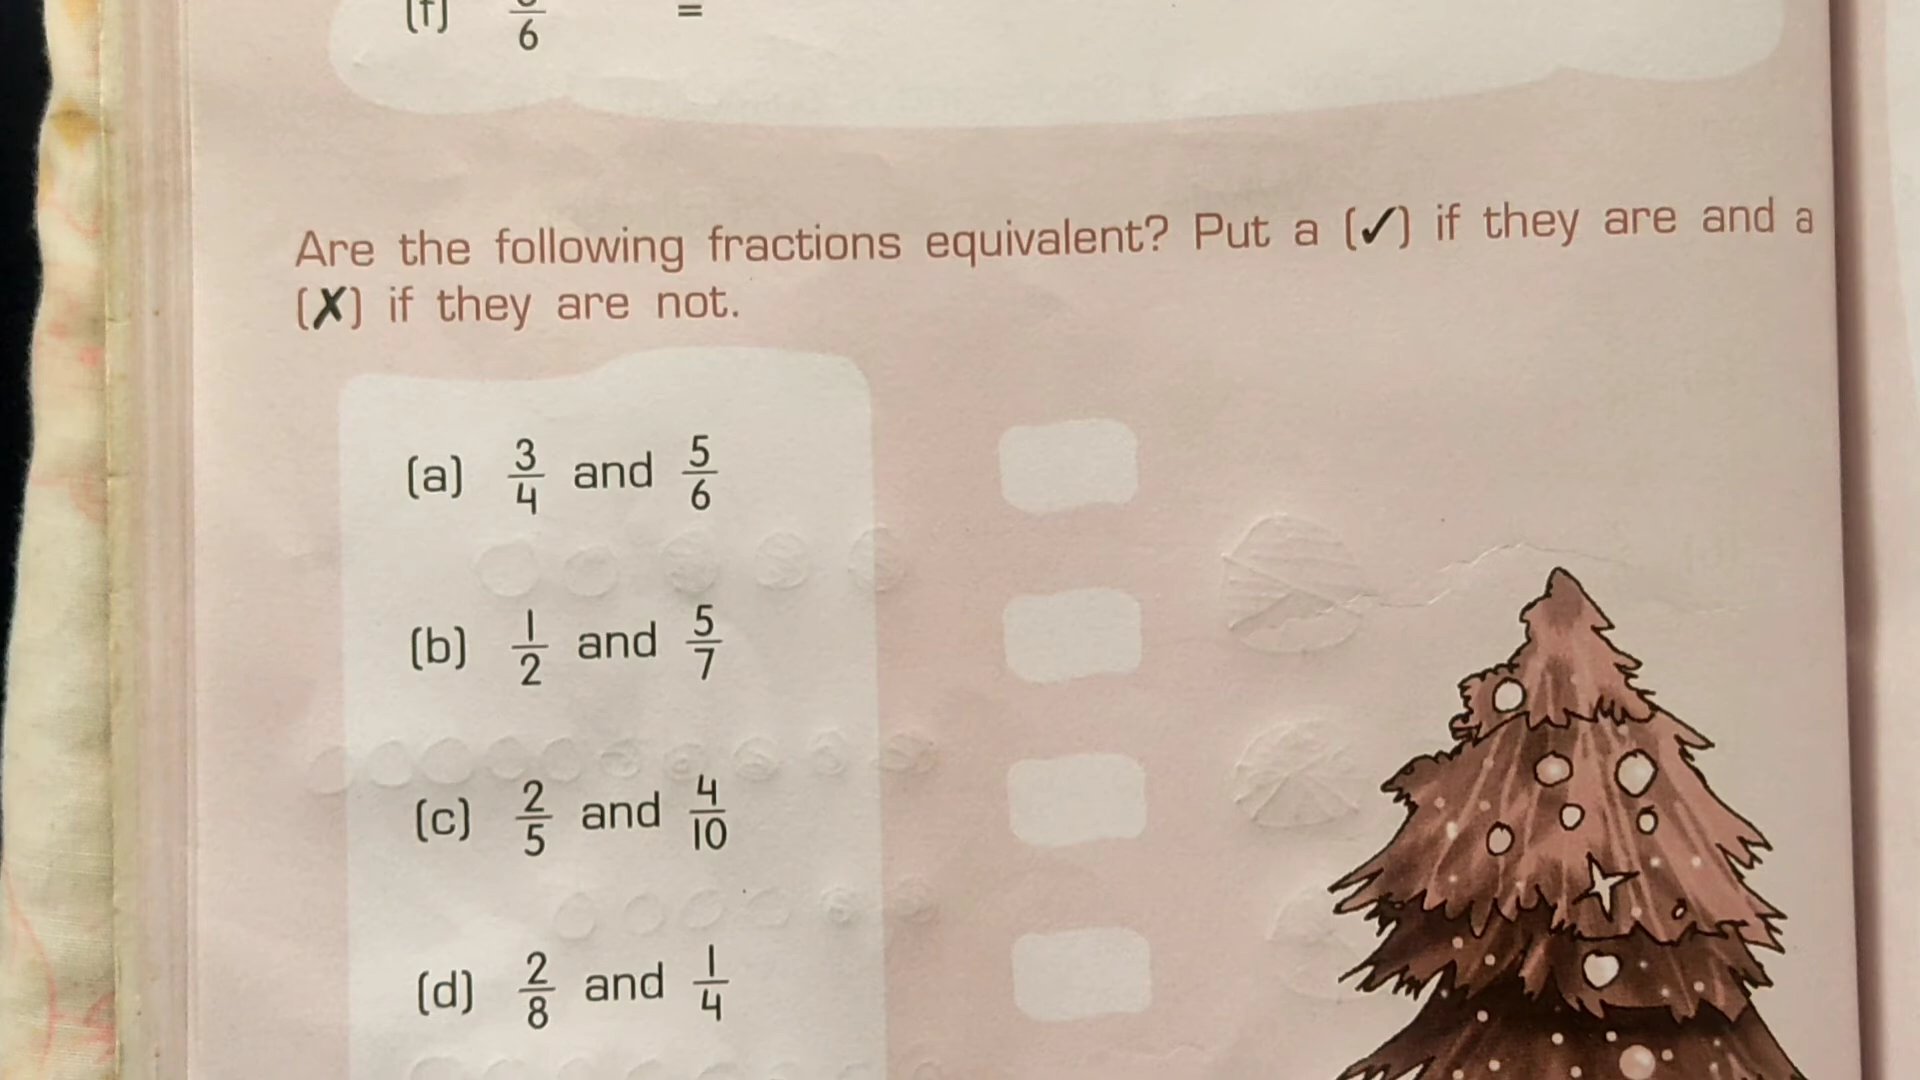 (f) 6 =
Are the following fractions equivalent? Put a (✓) if they are and a
(✗) if they are not.
(a) 3/4 and 5/6
(b) 1/2 and 5/7
(c) 2/5 and 4/10
(d) 2/8 and 1/4